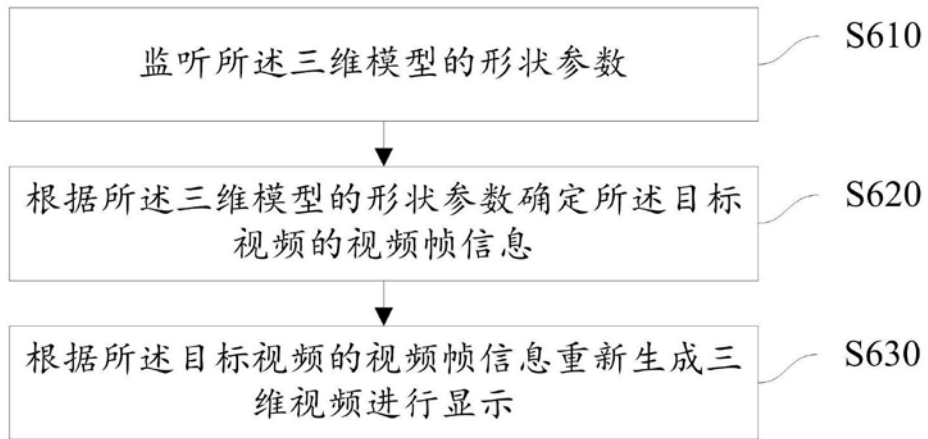 监听所述三维模型的形状参数
S610
根据所述三维模型的形状参数确定所述目标
视频的视频帧信息
S620
根据所述目标视频的视频帧信息重新生成三
维视频进行显示
S630